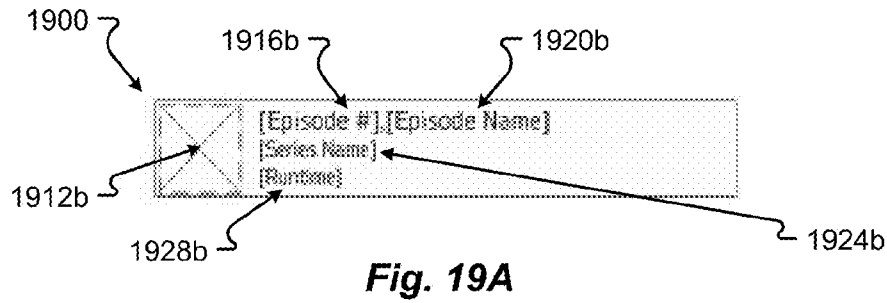 1900
1916b
1920b
[Episode #].[Episode Name]
[Series Name]
[Runtime]
1912b
1928b
1924b
Fig. 19A